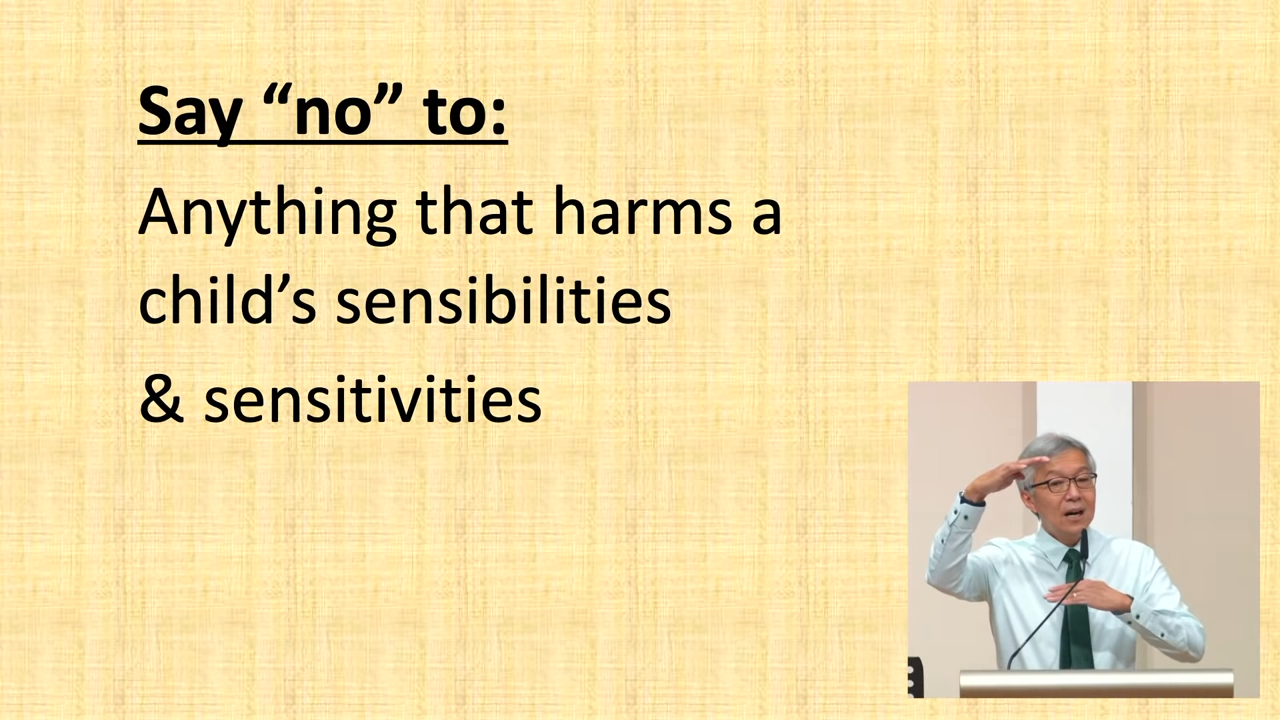 Say “no” to:
Anything that harms a
child’s sensibilities
& sensitivities